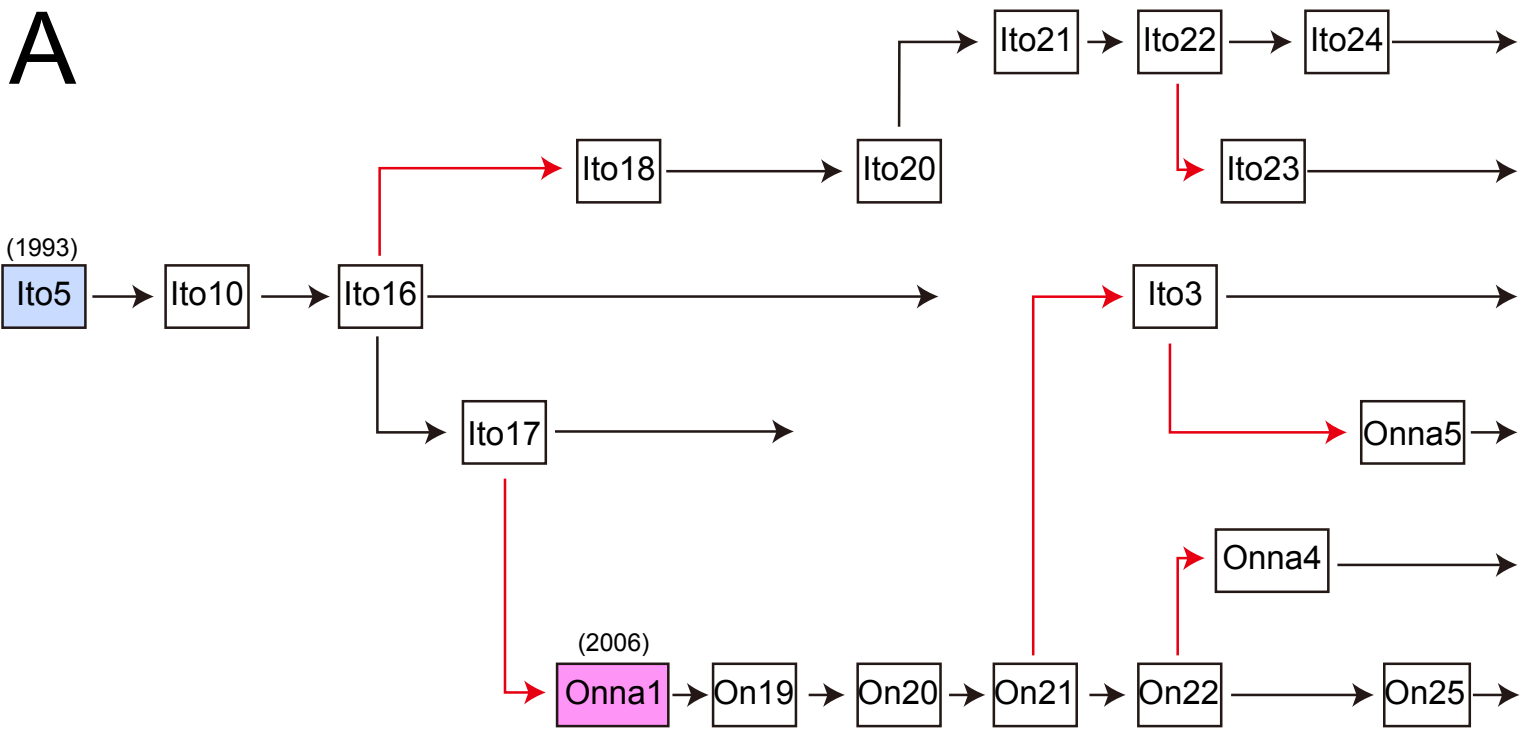 A
Ito21 Ito22 Ito24
Ito18 Ito20 Ito23
(1993)
Ito5 Ito10 Ito16 Ito3
Ito17 Onna5
Onna4
(2006)
Onna1 On19 On20 On21 On22 On25